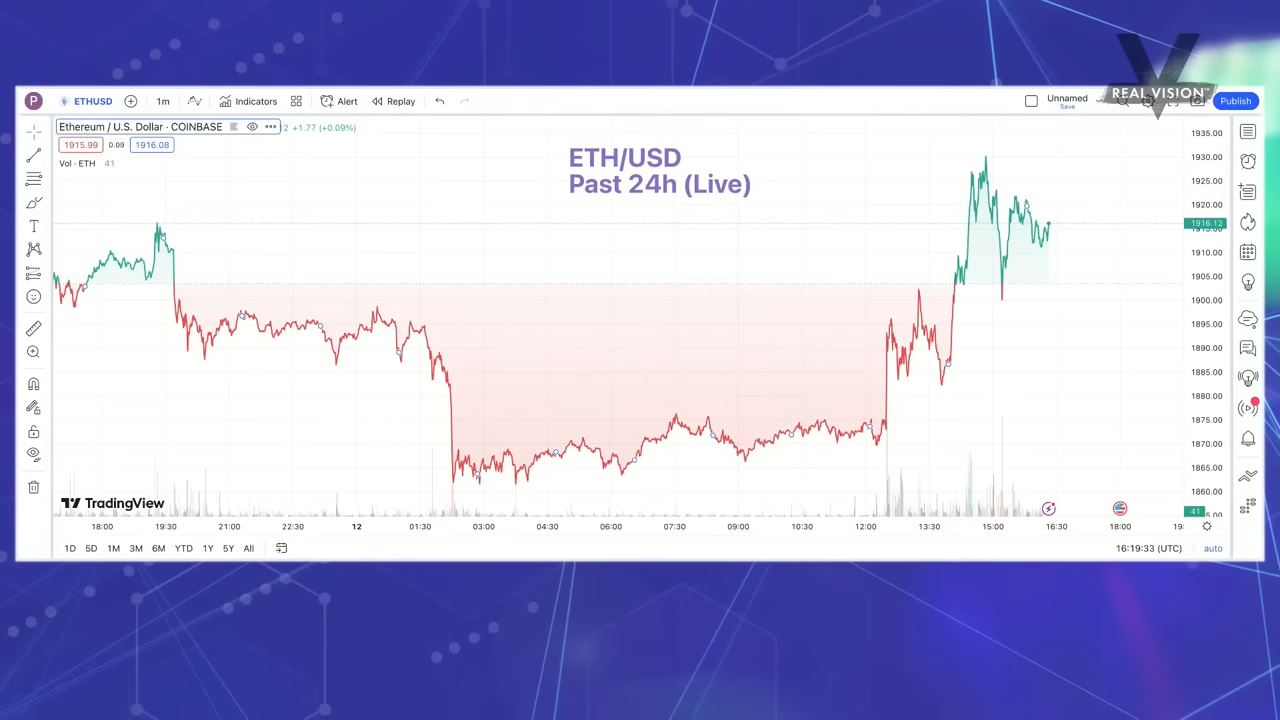 REAL VISION™
P
ETHUSD
1m
Indicators
Alert
Replay
Unnamed
Save
Publish
Ethereum / U.S. Dollar · COINBASE
2 +1.77 (+0.09%)
1915.99
0.09
1916.08
Vol · ETH 41
ETH/USD
Past 24h (Live)
1935.00
1930.00
1925.00
1920.00
1916.12
1910.00
1905.00
1900.00
1895.00
1890.00
1885.00
1880.00
1875.00
1870.00
1865.00
1860.00
41
TradingView
18:00 19:30 21:00 22:30 12 01:30 03:00 04:30 06:00 07:30 09:00 10:30 12:00 13:30 15:00 16:30 18:00 19:
1D 5D 1M 3M 6M YTD 1Y 5Y All
16:19:33 (UTC)
auto